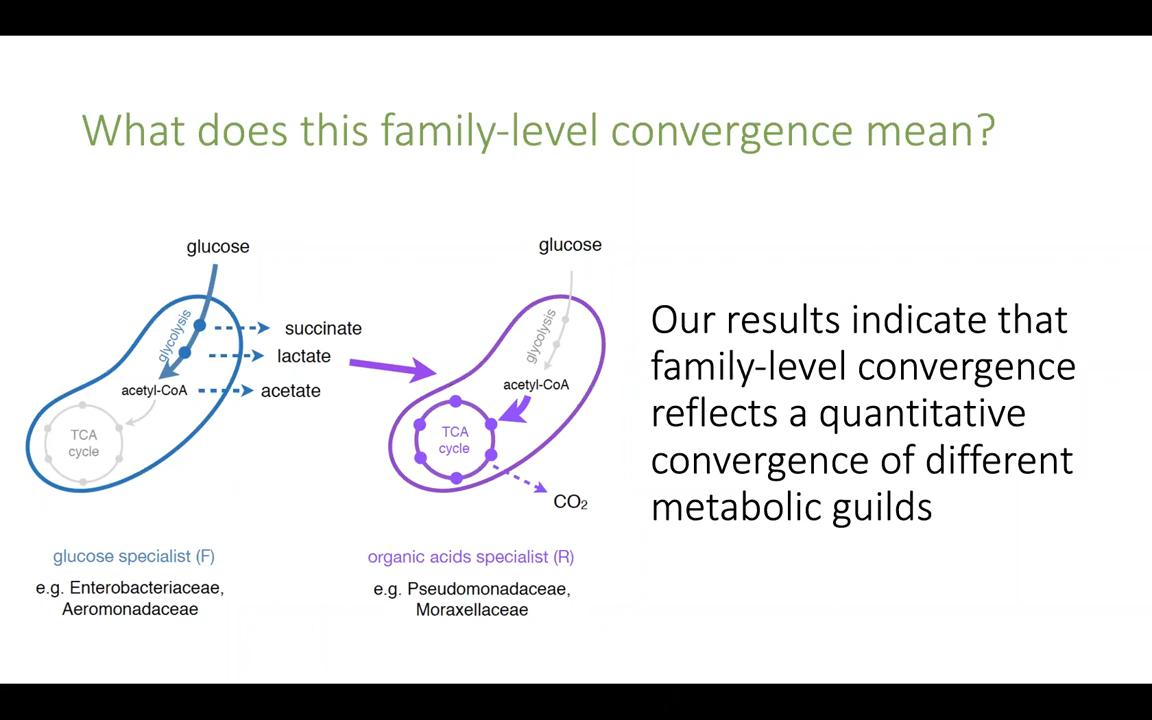 What does this family-level convergence mean?
glucose
glycolysis
succinate
lactate
acetyl-CoA
acetate
TCA
cycle
glucose specialist (F)
e.g. Enterobacteriaceae,
Aeromonadaceae
glucose
glycolysis
acetyl-CoA
TCA
cycle
CO₂
organic acids specialist (R)
e.g. Pseudomonadaceae,
Moraxellaceae
Our results indicate that
family-level convergence
reflects a quantitative
convergence of different
metabolic guilds